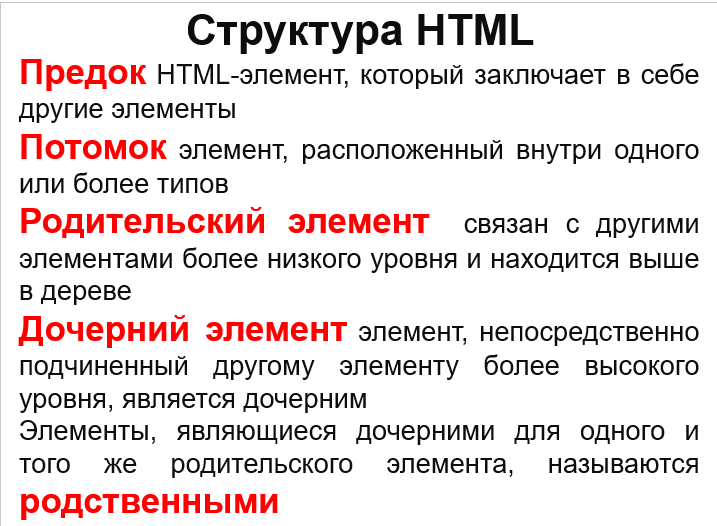 Структура HTML
Предок HTML-элемент, который заключает в себе
другие элементы
Потомок элемент, расположенный внутри одного
или более типов
Родительский элемент связан с другими
элементами более низкого уровня и находится выше
в дереве
Дочерний элемент элемент, непосредственно
подчиненный другому элементу более высокого
уровня, является дочерним
Элементы, являющиеся дочерними для одного и
того же родительского элемента, называются
родственными